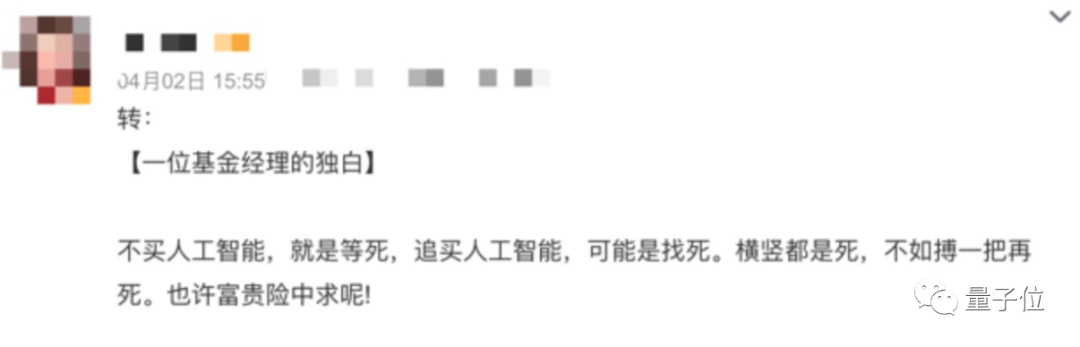 04月02日 15:55
转：
【一位基金经理的独白】
不买人工智能，就是等死，追买人工智能，可能是找死。横竖都是死，不如搏一把再
死。也许富贵险中求呢!
量子位